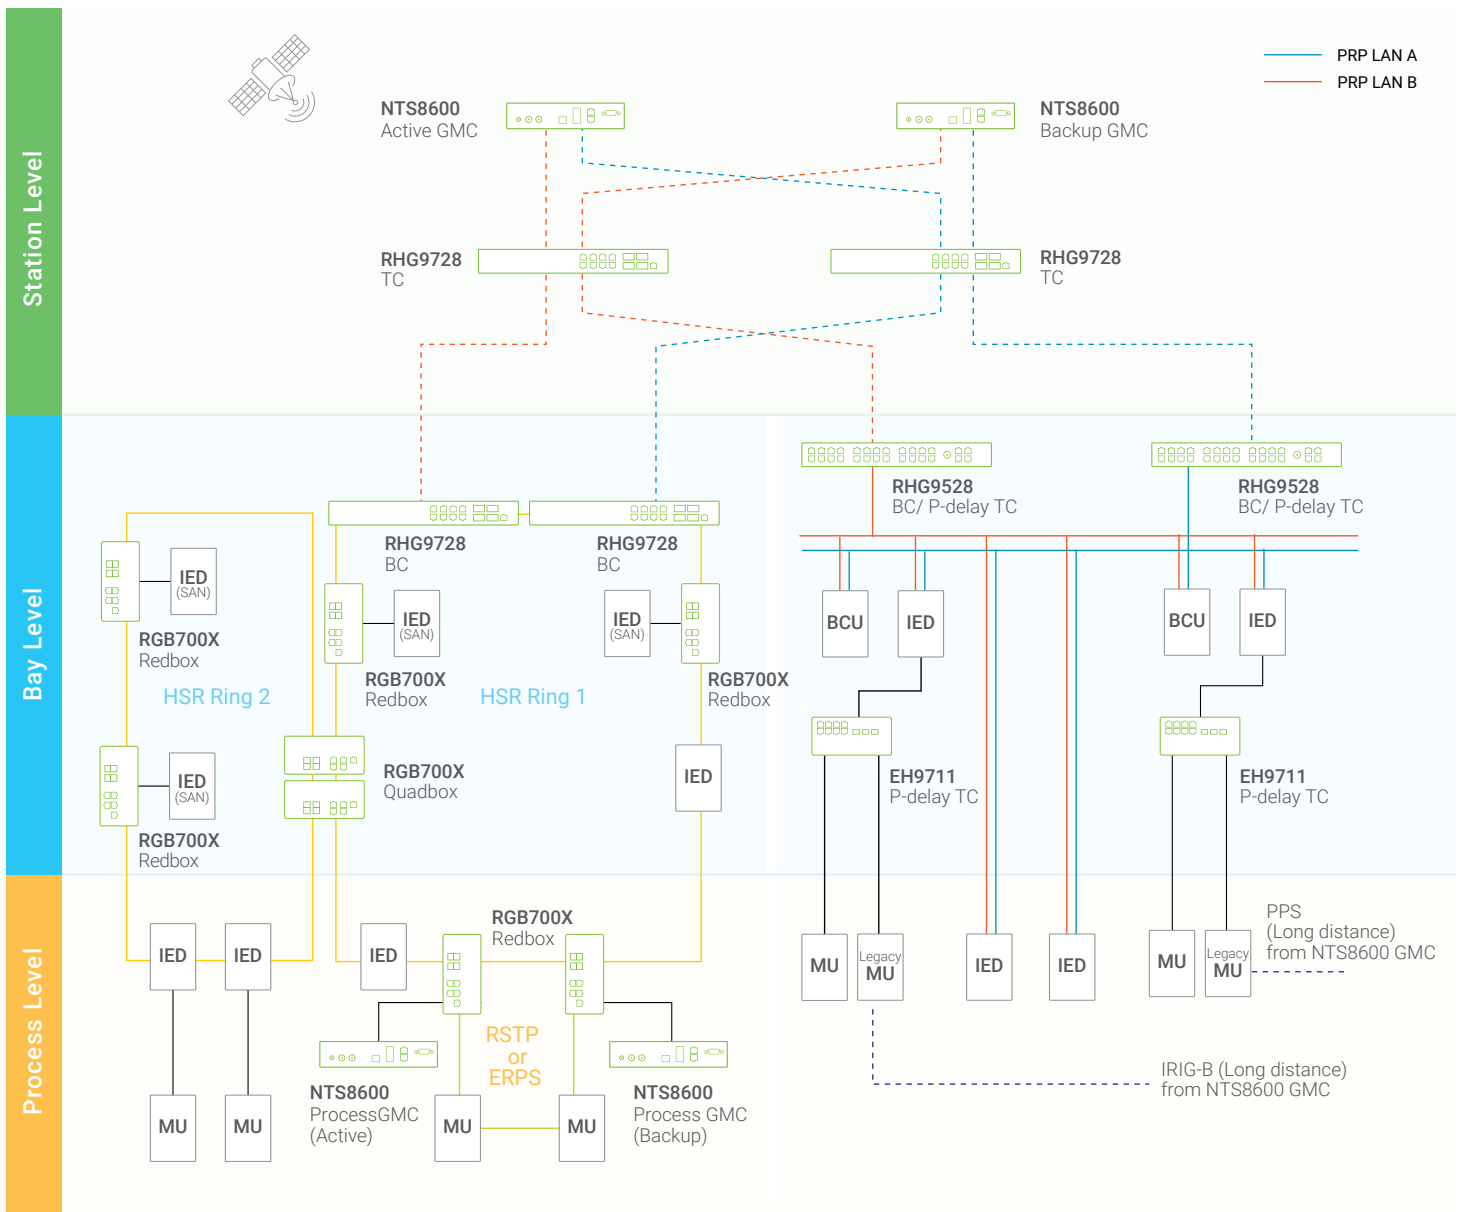 Station Level
PRP LAN A
PRP LAN B
NTS8600
Active GMC
NTS8600
Backup GMC
RHG9728
TC
RHG9728
TC
Bay Level
RHG9528
BC/ P-delay TC
RHG9528
BC/ P-delay TC
RHG9728
BC
RHG9728
BC
IED
(SAN)
RGB700X
Redbox
IED
(SAN)
IED
(SAN)
RGB700X
Redbox
RGB700X
Redbox
HSR Ring 2
HSR Ring 1
BCU
IED
BCU
IED
IED
(SAN)
RGB700X
Redbox
RGB700X
Quadbox
IED
EH9711
P-delay TC
EH9711
P-delay TC
Process Level
IED
IED
IED
RGB700X
Redbox
MU
Legacy
MU
IED
IED
MU
Legacy
MU
PPS
(Long distance)
from NTS8600 GMC
RSTP
or
ERPS
NTS8600
ProcessGMC
(Active)
NTS8600
Process GMC
(Backup)
MU
MU
MU
MU
IRIG-B (Long distance)
from NTS8600 GMC